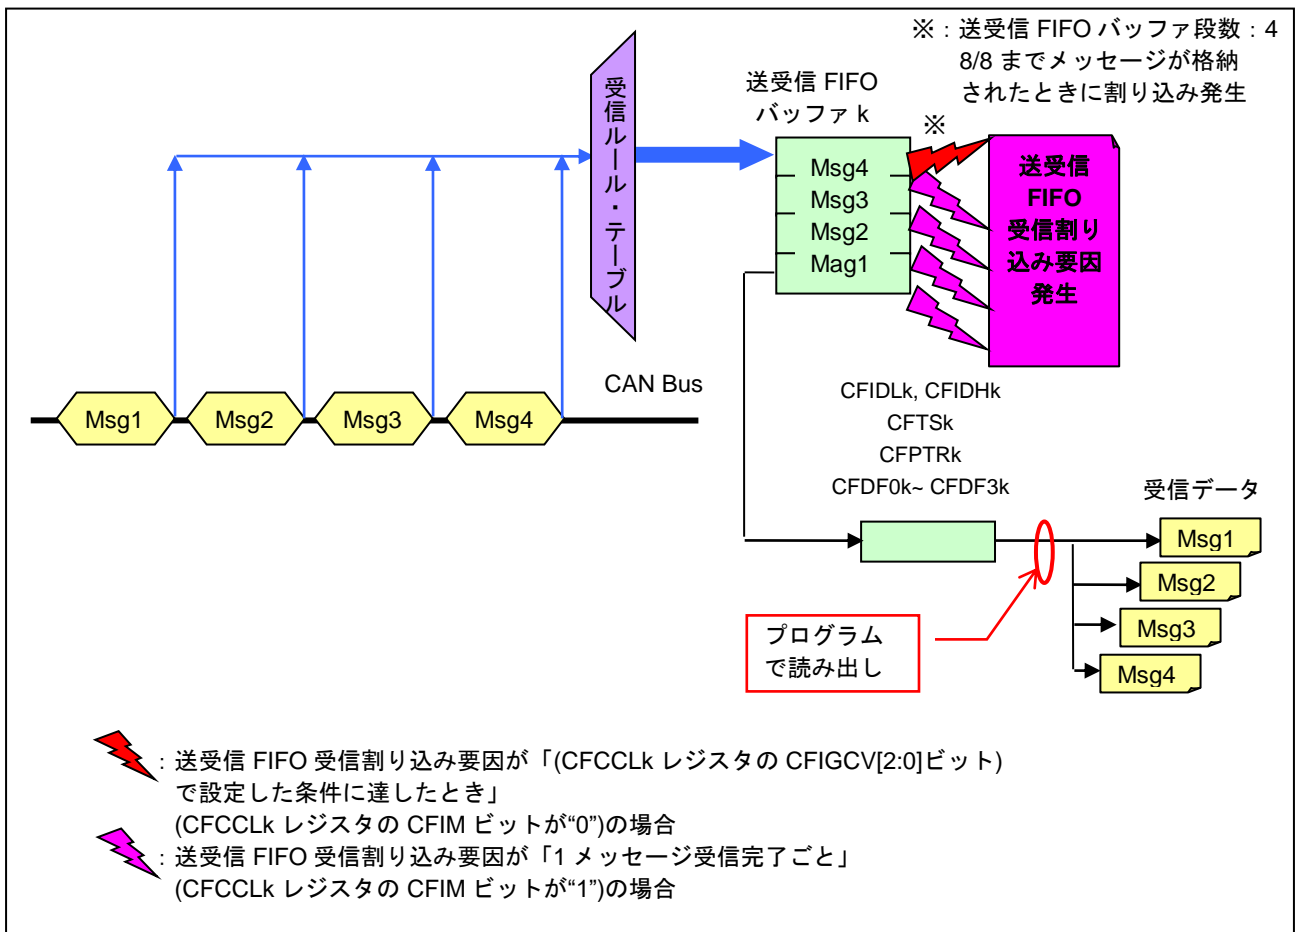 ※：送受信 FIFO バッファ段数：4
8/8 までメッセージが格納
されたときに割り込み発生
送受信 FIFO
バッファ k
※
受信ルール・テーブル
Msg4
Msg3
Msg2
Mag1
送受信
FIFO
受信割り
込み要因
発生
CAN Bus
Msg1
Msg2
Msg3
Msg4
CFIDLk, CFIDHk
CFTSk
CFPTRk
CFDF0k~ CFDF3k
受信データ
Msg1
Msg2
Msg3
Msg4
プログラム
で読み出し
：送受信 FIFO 受信割り込み要因が「(CFCCLk レジスタの CFIGCV[2:0]ビット)
で設定した条件に達したとき」
(CFCCLk レジスタの CFIM ビットが“0”)の場合
：送受信 FIFO 受信割り込み要因が「1 メッセージ受信完了ごと」
(CFCCLk レジスタの CFIM ビットが“1”)の場合